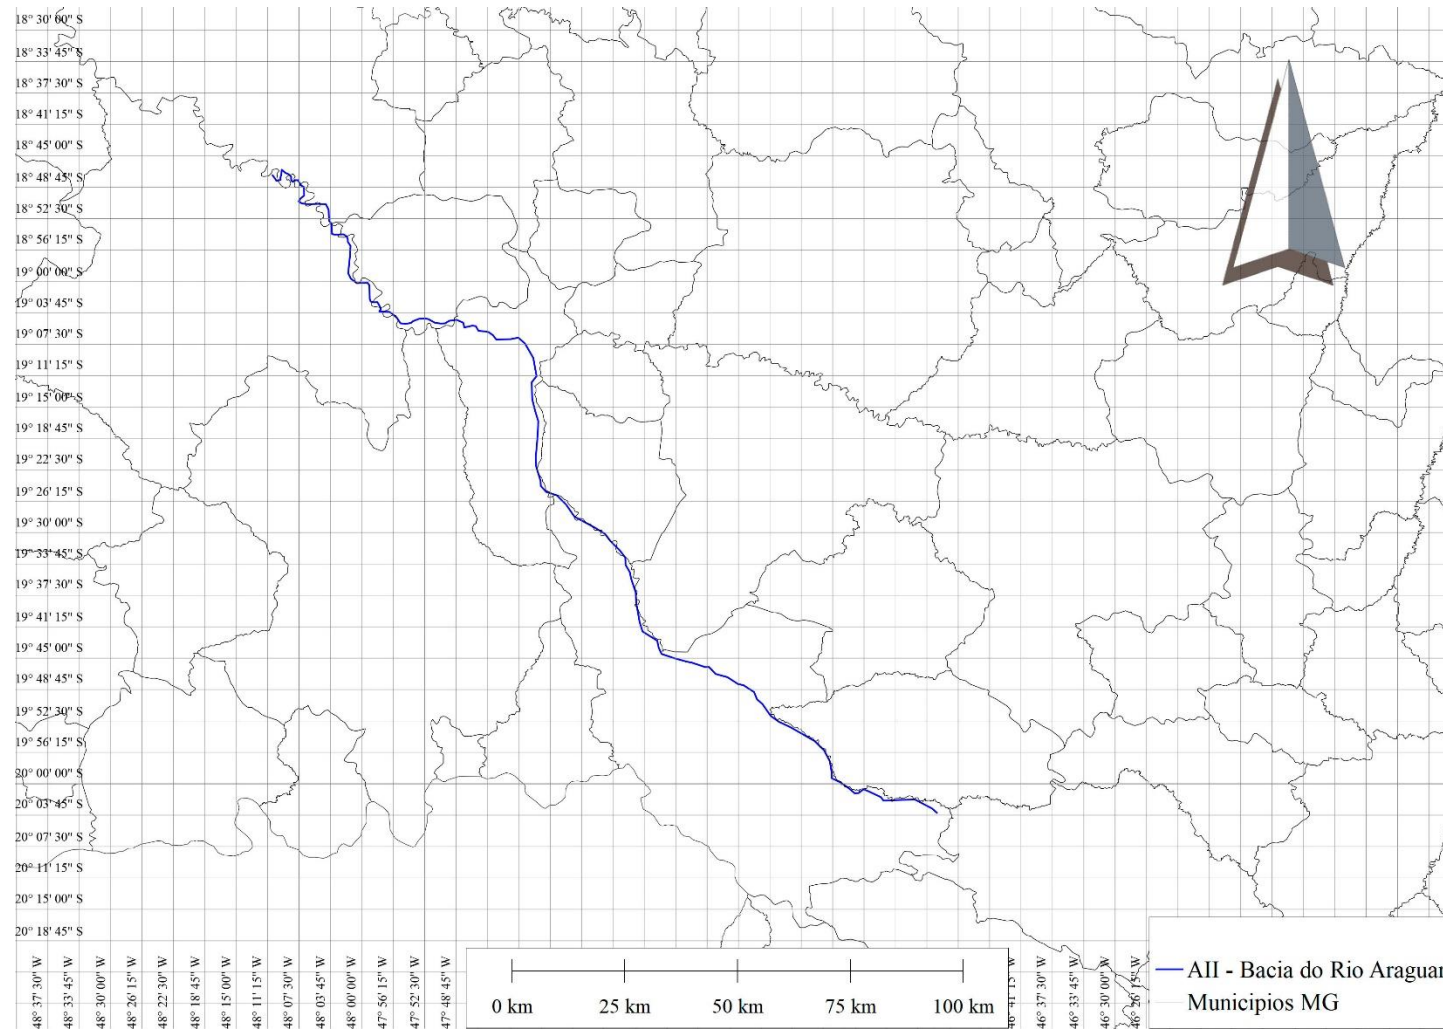 18° 30' 00" S
18° 33' 45" S
18° 37' 30" S
18° 41' 15" S
18° 45' 00" S
18° 48' 45" S
18° 52' 30" S
18° 56' 15" S
19° 00' 00" S
19° 03' 45" S
19° 07' 30" S
19° 11' 15" S
19° 15' 00" S
19° 18' 45" S
19° 22' 30" S
19° 26' 15" S
19° 30' 00" S
19° 33' 45" S
19° 37' 30" S
19° 41' 15" S
19° 45' 00" S
19° 48' 45" S
19° 52' 30" S
19° 56' 15" S
20° 00' 00" S
20° 03' 45" S
20° 07' 30" S
20° 11' 15" S
20° 15' 00" S
20° 18' 45" S
48° 37' 30" W
48° 33' 45" W
48° 30' 00" W
48° 26' 15" W
48° 22' 30" W
48° 18' 45" W
48° 15' 00" W
48° 11' 15" W
48° 07' 30" W
48° 03' 45" W
48° 00' 00" W
47° 56' 15" W
47° 52' 30" W
47° 48' 45" W
0 km
25 km
50 km
75 km
100 km
46° 41' 15" W
46° 37' 30" W
46° 33' 45" W
46° 30' 00" W
46° 26' 15" W
AII - Bacia do Rio Araguar
Municipios MG